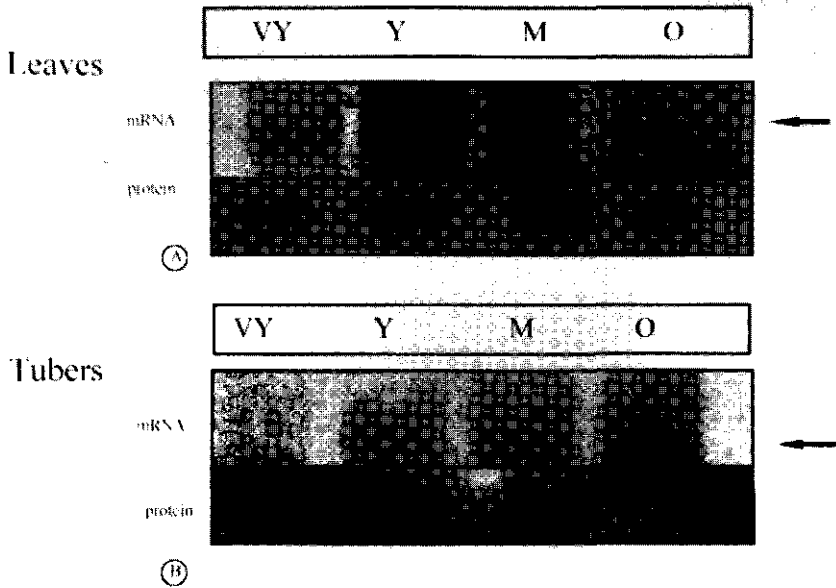 VY Y M O
Leaves
mRNA
protein
A
VY Y M O
Tubers
mRNA
protein
B